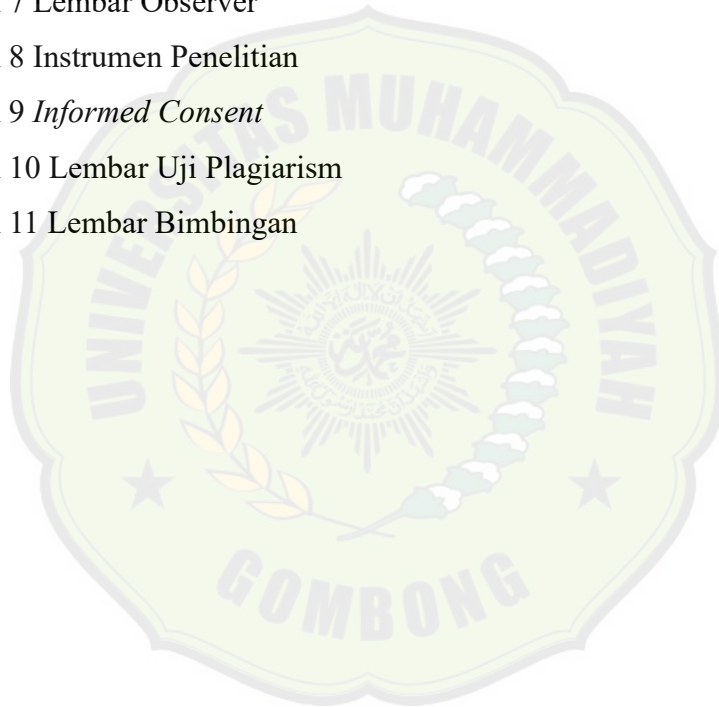 7 Lembar Observer
8 Instrumen Penelitian
9 Informed Consent
10 Lembar Uji Plagiarism
11 Lembar Bimbingan
UNIVERSITAS MUHAMMADIYAH
GOMBONG